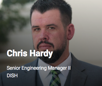 Chris Hardy
Senior Engineering Manager II
DISH